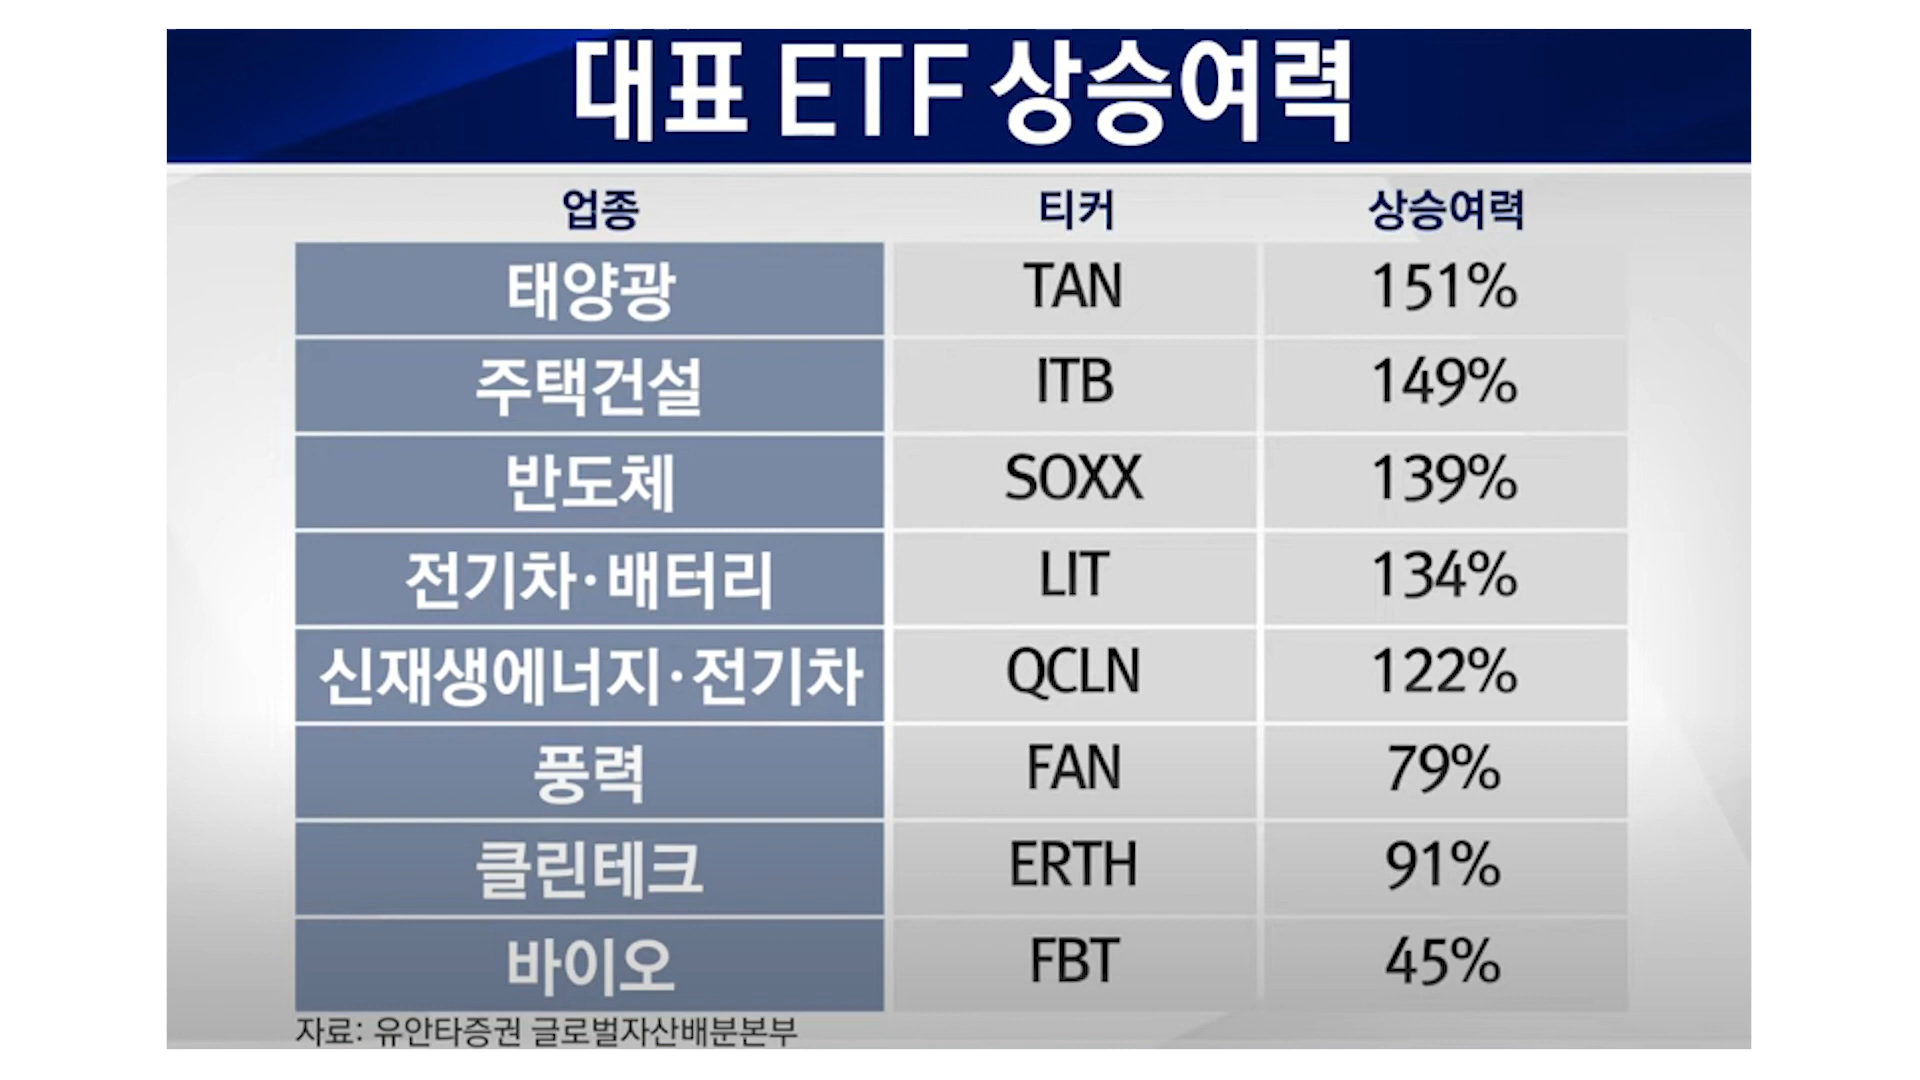 대표 ETF 상승여력
업종 티커 상승여력
태양광 TAN 151%
주택건설 ITB 149%
반도체 SOXX 139%
전기차·배터리 LIT 134%
신재생에너지·전기차 QCLN 122%
풍력 FAN 79%
클린테크 ERTH 91%
바이오 FBT 45%
자료: 유안타증권 글로벌자산배분본부